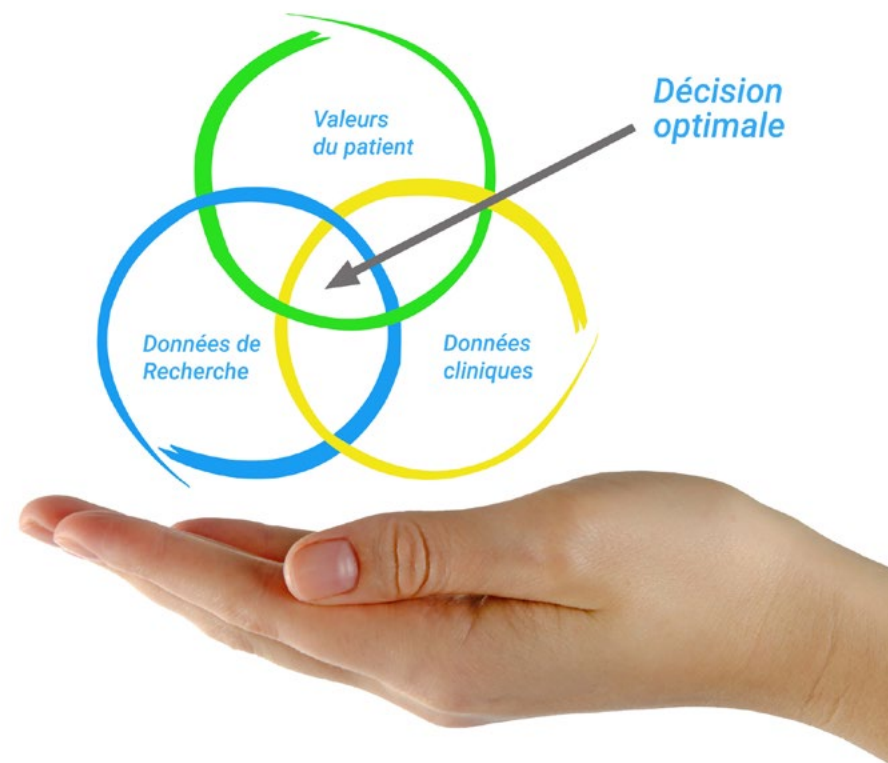 Valeurs
du patient
Décision
optimale
Données de
Recherche
Données
cliniques